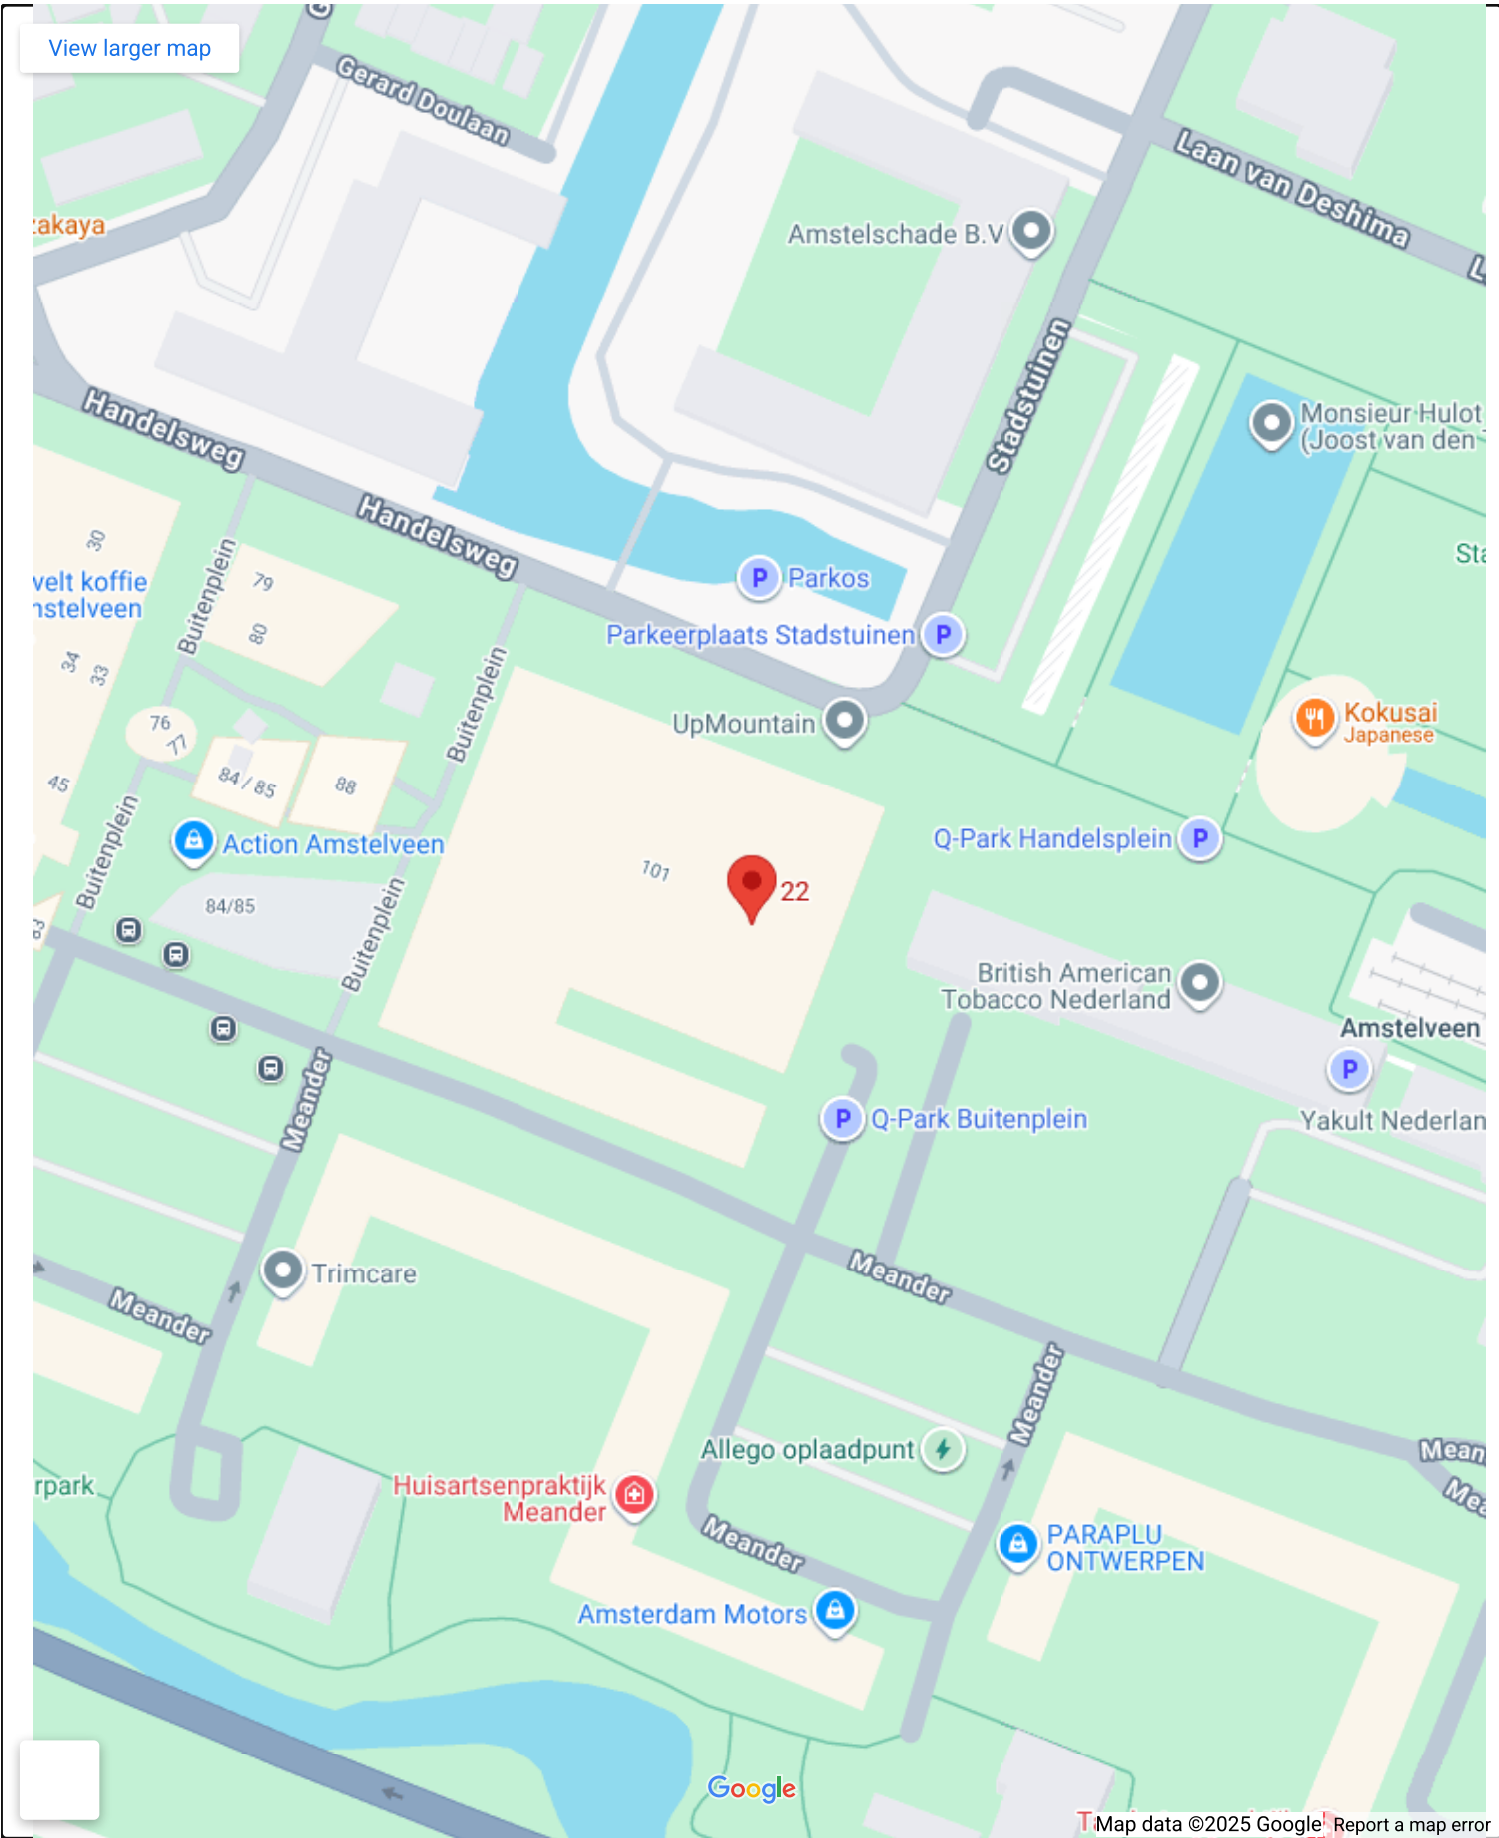 View larger map
Gerard Doulaan
Laan van Deshima
zakaya
Amstelschade B.V
Stadstuinen
Handelsweg
Monsieur Hulot
(Joost van den
Handelsweg
30
79
Buitenplein
velt koffie
nstelveen
Parkos
80
Parkeerplaats Stadstuinen
34
33
Buitenplein
76
77
UpMountain
Kokusai
Japanese
45
84 / 85
88
Buitenplein
Action Amstelveen
Q-Park Handelsplein
101
22
84/85
Buitenplein
British American
Tobacco Nederland
Amstelveen
Meander
Q-Park Buitenplein
Yakult Nederlan
Trimcare
Meander
Meander
Meander
Allego oplaadpunt
Mean
rpark
Huisartsenpraktijk
Meander
Mea
Meander
PARAPLU
ONTWERPEN
Amsterdam Motors
Google
Map data ©2025 Google
Report a map error